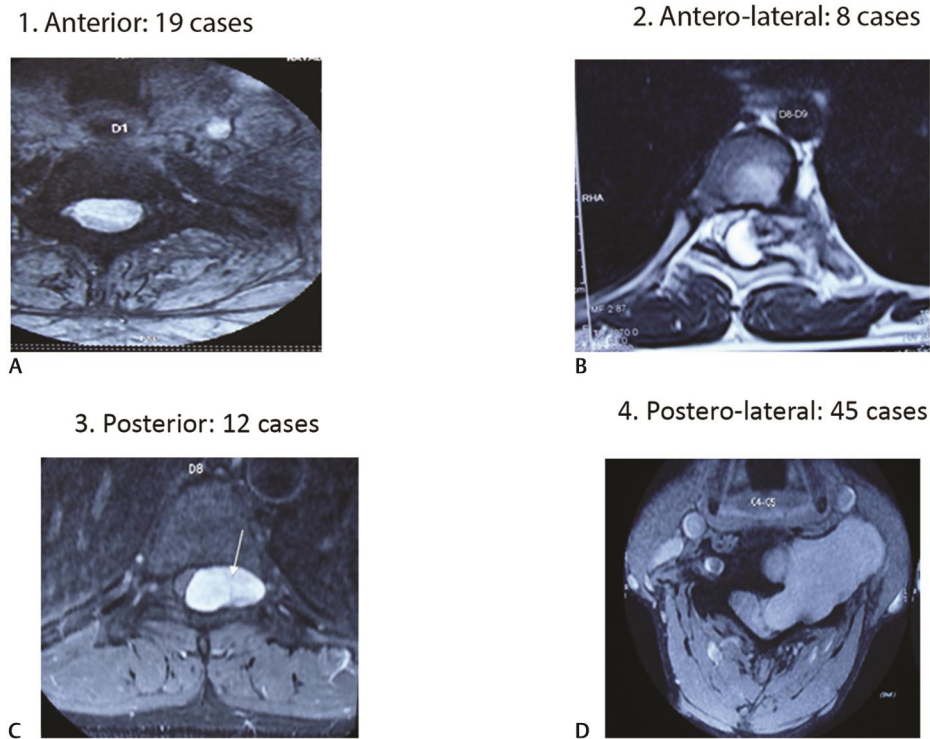 1. Anterior: 19 cases
2. Antero-lateral: 8 cases
D1
D8-D9
RHA
cm
A
B
3. Posterior: 12 cases
4. Postero-lateral: 45 cases
D8
C4-C5
C
D